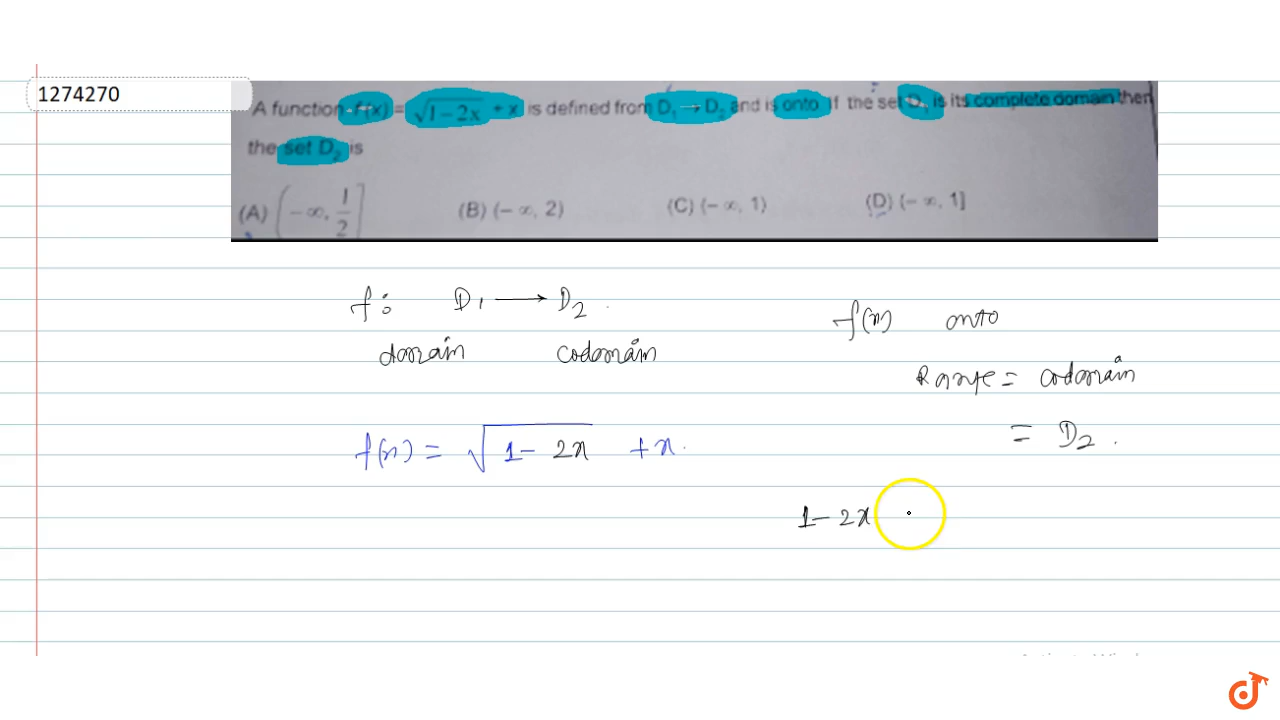 1274270
A function f(x) = √1-2x + x is defined from D₁ → D₂ and is onto If the set D₁ is its complete domain then
the set D₂ is
(A) (-∞, 1/2] (B) (-∞, 2) (C) (-∞, 1) (D) (-∞, 1]
f: D₁ → D₂ .
domain codomain
f(x) onto
Range = codomain
= D₂ .
f(x) = √1-2x + x .
1-2x